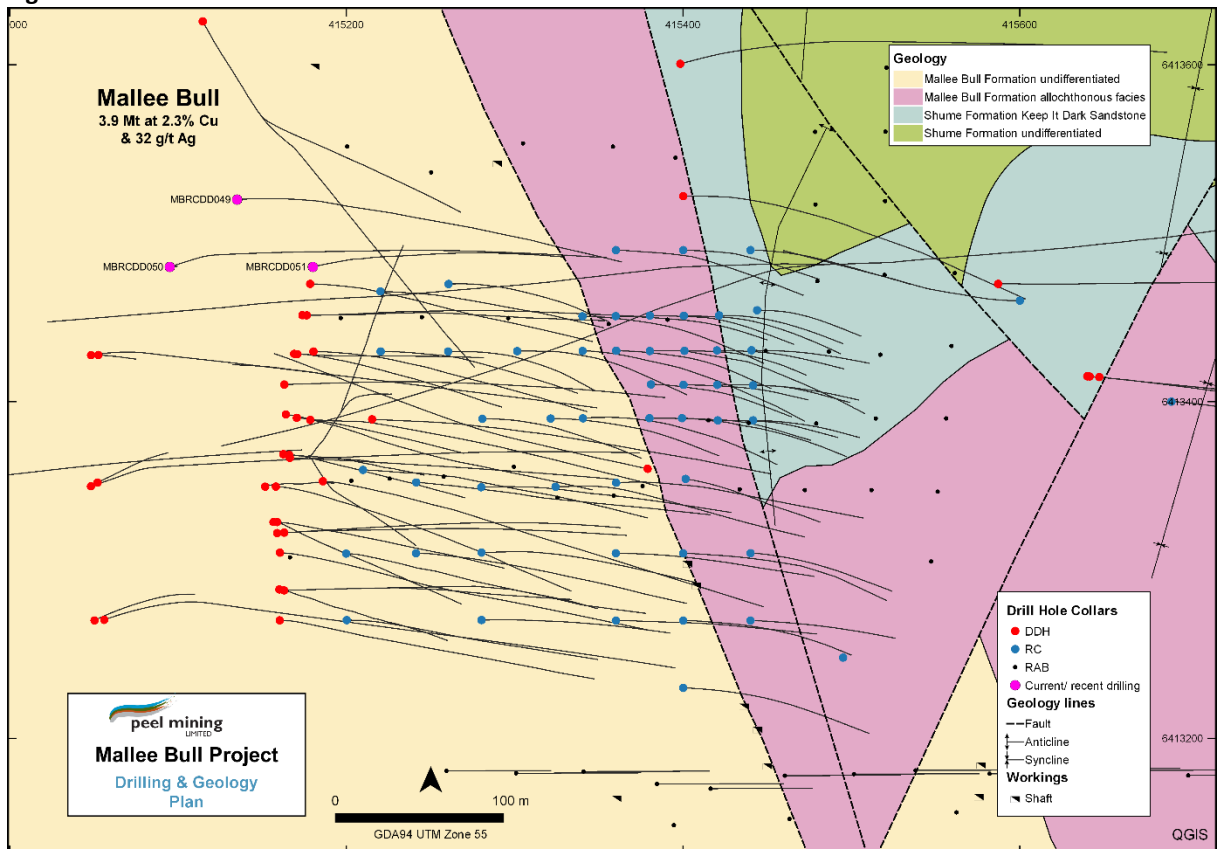 000
415200
415400
415600
Mallee Bull
3.9 Mt at 2.3% Cu
& 32 g/t Ag
Geology
Mallee Bull Formation undifferentiated
Mallee Bull Formation allochthonous facies
Shume Formation Keep It Dark Sandstone
Shume Formation undifferentiated
6413600
MBRCDD049
MBRCDD050
MBRCDD051
6413400
Drill Hole Collars
DDH
RC
RAB
Current/ recent drilling
Geology lines
Fault
Anticline
Syncline
Workings
Shaft
6413200
peel mining
LIMITED
Mallee Bull Project
Drilling & Geology
Plan
0 100 m
GDA94 UTM Zone 55
QGIS